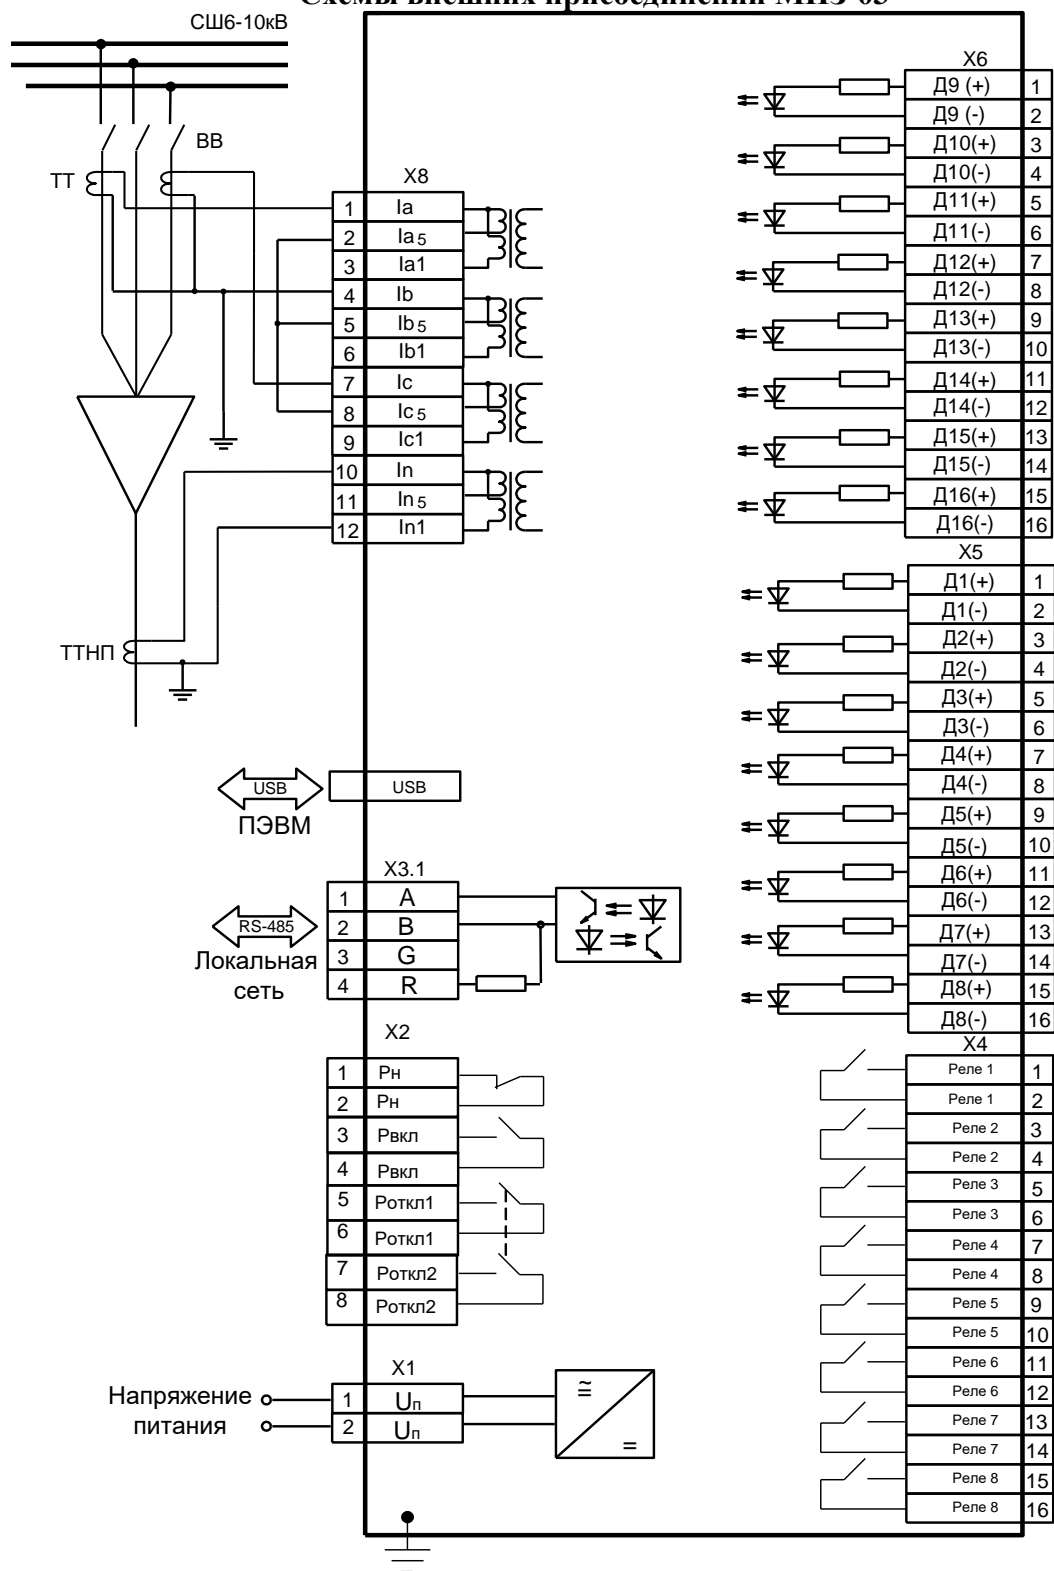 Схемы внешних присоединений МПЗ-03
СШ6-10кВ
ВВ
ТТ
X8
1 Ia
2 Ia5
3 Ia1
4 Ib
5 Ib5
6 Ib1
7 Ic
8 Ic5
9 Ic1
10 In
11 In5
12 In1
ТТНП
USB
USB
ПЭВМ
X3.1
1 A
2 B
3 G
4 R
RS-485
Локальная
сеть
X2
1 Рн
2 Рн
3 Рвкл
4 Рвкл
5 Роткл1
6 Роткл1
7 Роткл2
8 Роткл2
X1
Напряжение
питания
1 Uп
2 Uп
≅
=
X6
Д9 (+) 1
Д9 (-) 2
Д10(+) 3
Д10(-) 4
Д11(+) 5
Д11(-) 6
Д12(+) 7
Д12(-) 8
Д13(+) 9
Д13(-) 10
Д14(+) 11
Д14(-) 12
Д15(+) 13
Д15(-) 14
Д16(+) 15
Д16(-) 16
X5
Д1(+) 1
Д1(-) 2
Д2(+) 3
Д2(-) 4
Д3(+) 5
Д3(-) 6
Д4(+) 7
Д4(-) 8
Д5(+) 9
Д5(-) 10
Д6(+) 11
Д6(-) 12
Д7(+) 13
Д7(-) 14
Д8(+) 15
Д8(-) 16
X4
Реле 1 1
Реле 1 2
Реле 2 3
Реле 2 4
Реле 3 5
Реле 3 6
Реле 4 7
Реле 4 8
Реле 5 9
Реле 5 10
Реле 6 11
Реле 6 12
Реле 7 13
Реле 7 14
Реле 8 15
Реле 8 16